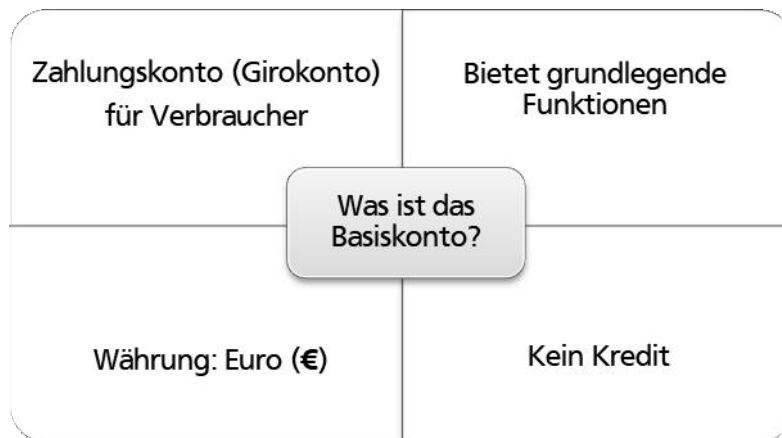 Zahlungskonto (Girokonto)
für Verbraucher
Bietet grundlegende
Funktionen
Was ist das
Basiskonto?
Währung: Euro (€)
Kein Kredit